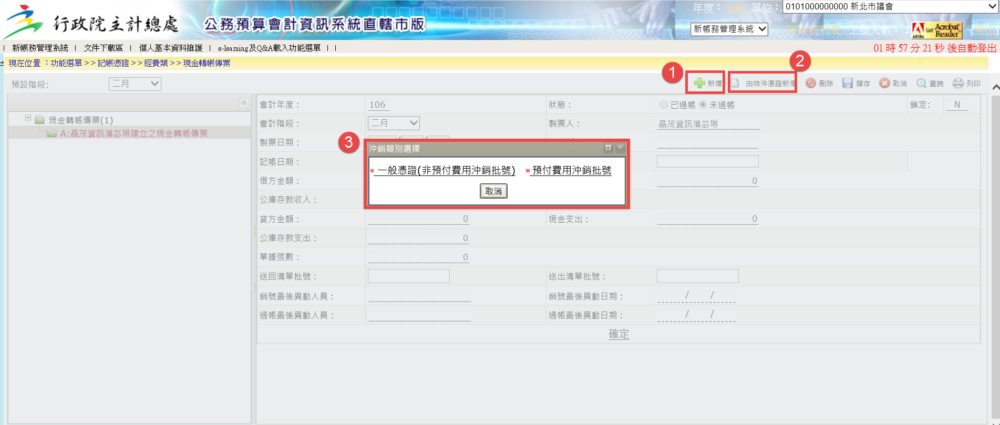 年度： 106 單位： 0101000000000 新北市議會
行政院主計總處 公務預算會計資訊系統直轄市版
新帳務管理系統 回系統列表 上線人數： 2 Get Acrobat Reader Adobe [登出]
| 新帳務管理系統 | 文件下載區 | 個人基本資料維護 | e-learning及Q&A載入功能選單 | |
01 時 57 分 21 秒 後自動登出
現在位置 ：功能選單 >> 記帳憑證 >> 經費類 >> 現金轉帳傳票
1 2
預設階段: 二月
新增 由待沖憑證新增 刪除 儲存 取消 查詢 列印
會計年度： 106 狀態： 已過帳 未過帳 鎖定: N
現金轉帳傳票(1)
A:晶茂資訊潘苾琳建立之現金轉帳傳票
會計階段： 二月 製票人： 晶茂資訊潘苾琳
製票日期： / /
3
沖銷類別選擇
一般憑證(非預付費用沖銷批號) 預付費用沖銷批號
取消
記帳日期：
借方金額： 0
公庫存款收入：
貸方金額： 0 現金支出： 0
公庫存款支出： 0
單據張數： 0
送回清單批號： 送出清單批號：
銷號最後異動人員： 銷號最後異動日期： / /
過帳最後異動人員： 過帳最後異動日期： / /
確定